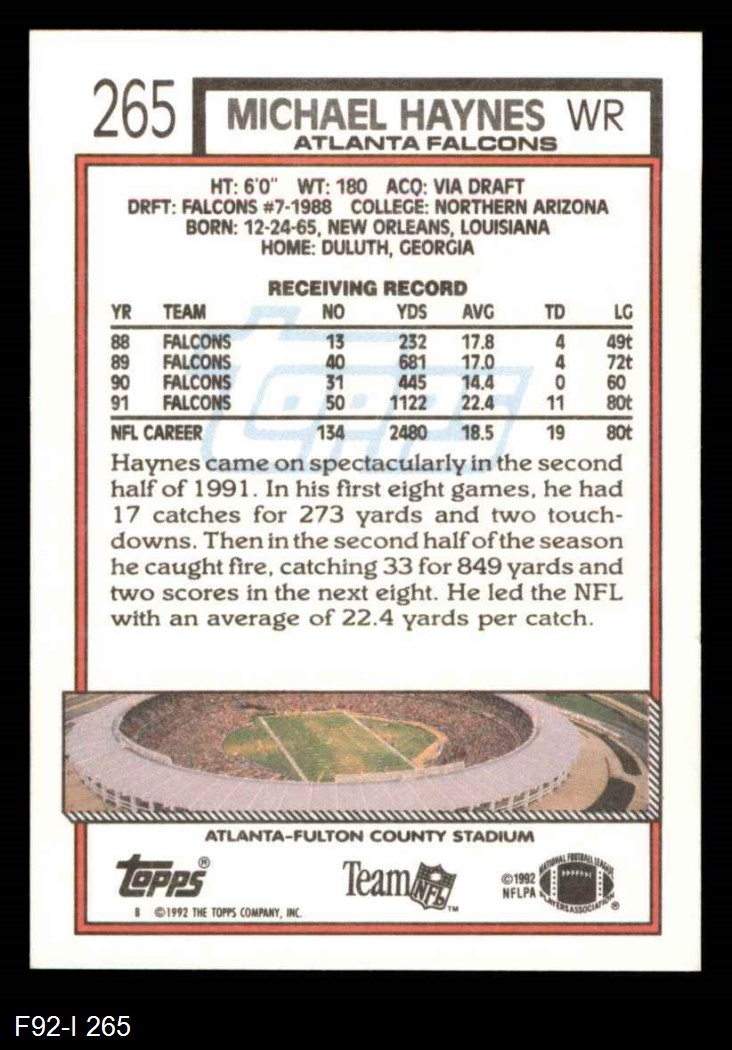 265 MICHAEL HAYNES WR
ATLANTA FALCONS
HT: 6'0" WT: 180 ACQ: VIA DRAFT
DRFT: FALCONS #7-1988 COLLEGE: NORTHERN ARIZONA
BORN: 12-24-65, NEW ORLEANS, LOUISIANA
HOME: DULUTH, GEORGIA
RECEIVING RECORD
YR TEAM NO YDS AVG TD LG
88 FALCONS 13 232 17.8 4 49t
89 FALCONS 40 681 17.0 4 72t
90 FALCONS 31 445 14.4 0 60
91 FALCONS 50 1122 22.4 11 80t
NFL CAREER 134 2480 18.5 19 80t
topps
Haynes came on spectacularly in the second
half of 1991. In his first eight games, he had
17 catches for 273 yards and two touch-
downs. Then in the second half of the season
he caught fire, catching 33 for 849 yards and
two scores in the next eight. He led the NFL
with an average of 22.4 yards per catch.
ATLANTA-FULTON COUNTY STADIUM
topps®
B ©1992 THE TOPPS COMPANY, INC.
Team NFL™
©1992
NFLPA
NATIONAL FOOTBALL LEAGUE
PLAYERS ASSOCIATION ®
F92-I 265